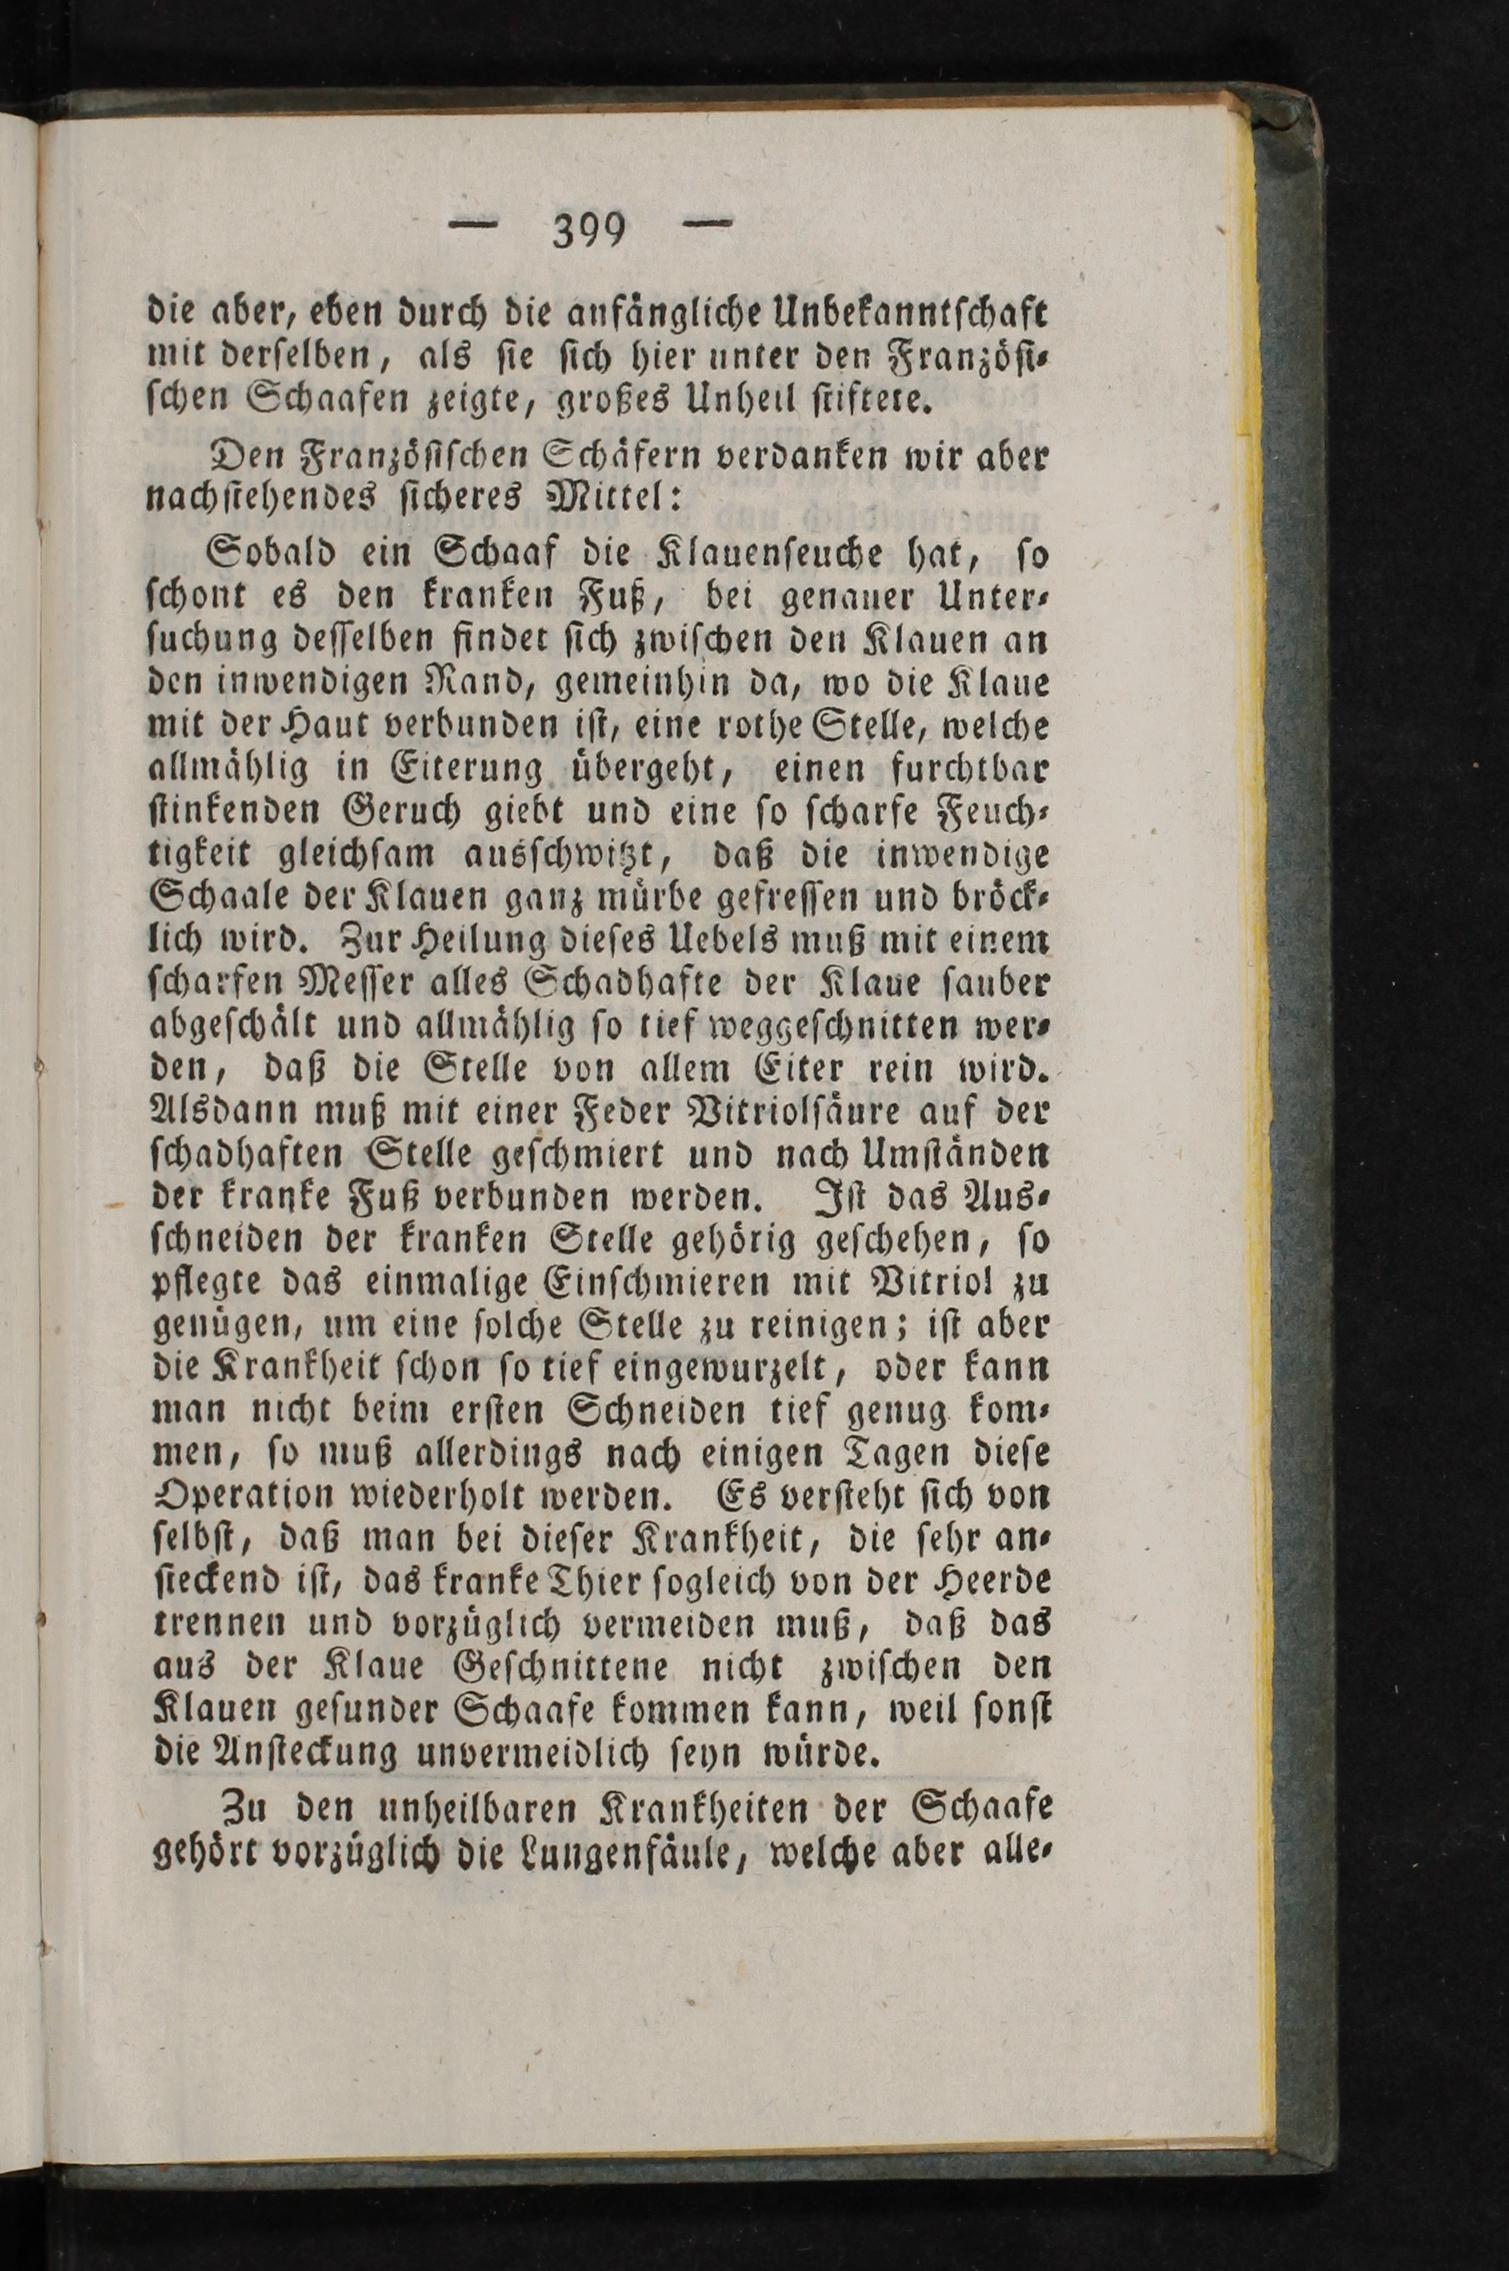 — 399 —
die aber, eben durch die anfängliche Unbekanntschaft
mit derselben, als sie sich hier unter den Französi⸗
schen Schaafen zeigte, großes Unheil stiftete.
Den Französischen Schäfern verdanken wir aber
nachstehendes sicheres Mittel:
Sobald ein Schaaf die Klauenseuche hat, so
schont es den kranken Fuß, bei genauer Unter⸗
suchung desselben findet sich zwischen den Klauen an
den inwendigen Rand, gemeinhin da, wo die Klaue
mit der Haut verbunden ist, eine rothe Stelle, welche
allmählig in Eiterung übergeht, einen furchtbar
stinkenden Geruch giebt und eine so scharfe Feuch⸗
tigkeit gleichsam ausschwitzt, daß die inwendige
Schaale der Klauen ganz mürbe gefressen und bröck⸗
lich wird. Zur Heilung dieses Uebels muß mit einem
scharfen Messer alles Schadhafte der Klaue sauber
abgeschält und allmählig so tief weggeschnitten wer⸗
den, daß die Stelle von allem Eiter rein wird.
Alsdann muß mit einer Feder Vitriolsäure auf der
schadhaften Stelle geschmiert und nach Umständen
der kranke Fuß verbunden werden. Ist das Aus⸗
schneiden der kranken Stelle gehörig geschehen, so
pflegte das einmalige Einschmieren mit Vitriol zu
genügen, um eine solche Stelle zu reinigen; ist aber
die Krankheit schon so tief eingewurzelt, oder kann
man nicht beim ersten Schneiden tief genug kom⸗
men, so muß allerdings nach einigen Tagen diese
Operation wiederholt werden. Es versteht sich von
selbst, daß man bei dieser Krankheit, die sehr an⸗
steckend ist, das kranke Thier sogleich von der Heerde
trennen und vorzüglich vermeiden muß, daß das
aus der Klaue Geschnittene nicht zwischen den
Klauen gesunder Schaafe kommen kann, weil sonst
die Ansteckung unvermeidlich seyn würde.
Zu den unheilbaren Krankheiten der Schaafe
gehört vorzüglich die Lungenfäule, welche aber alle⸗